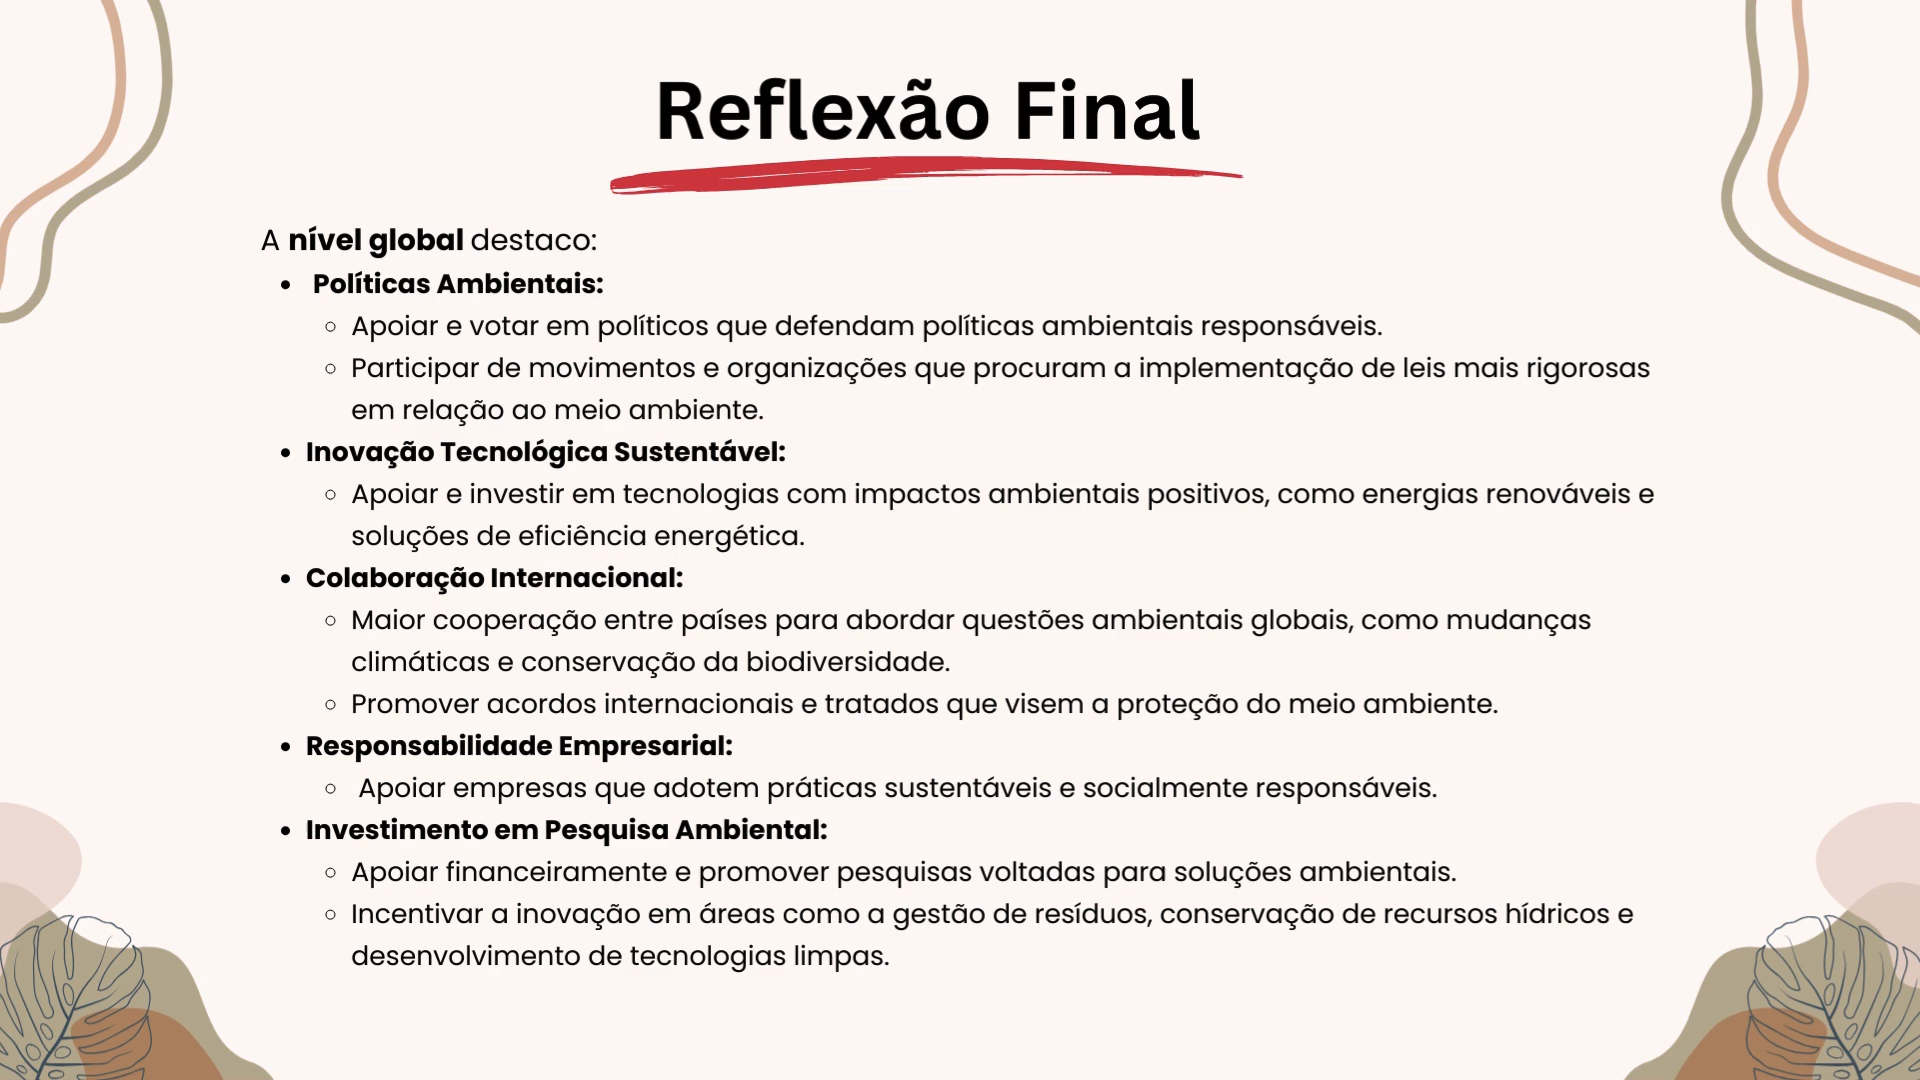 Reflexão Final
A nível global destaco:
• Políticas Ambientais:
◦ Apoiar e votar em políticos que defendam políticas ambientais responsáveis.
◦ Participar de movimentos e organizações que procuram a implementação de leis mais rigorosas
em relação ao meio ambiente.
• Inovação Tecnológica Sustentável:
◦ Apoiar e investir em tecnologias com impactos ambientais positivos, como energias renováveis e
soluções de eficiência energética.
• Colaboração Internacional:
◦ Maior cooperação entre países para abordar questões ambientais globais, como mudanças
climáticas e conservação da biodiversidade.
◦ Promover acordos internacionais e tratados que visem a proteção do meio ambiente.
• Responsabilidade Empresarial:
◦ Apoiar empresas que adotem práticas sustentáveis e socialmente responsáveis.
• Investimento em Pesquisa Ambiental:
◦ Apoiar financeiramente e promover pesquisas voltadas para soluções ambientais.
◦ Incentivar a inovação em áreas como a gestão de resíduos, conservação de recursos hídricos e
desenvolvimento de tecnologias limpas.